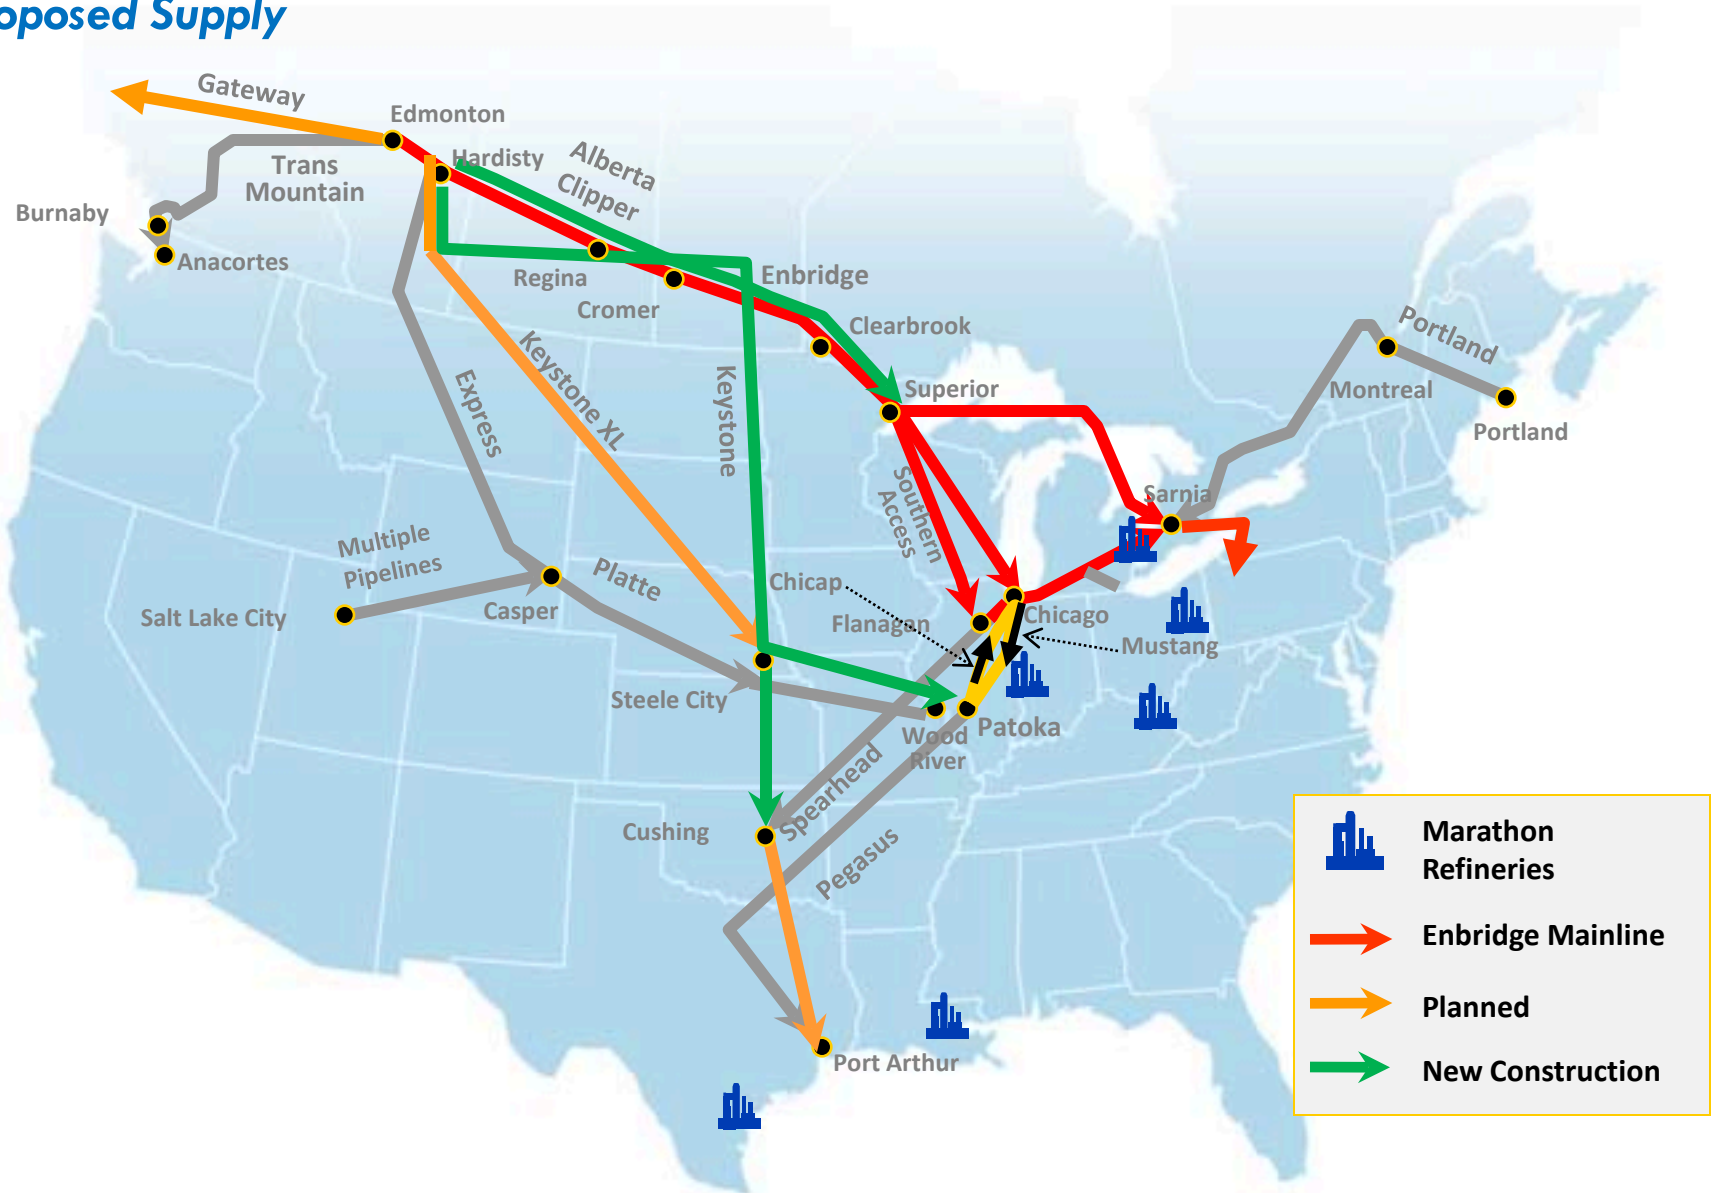 oposed Supply
Gateway
Edmonton
Hardisty
Alberta
Clipper
Trans
Mountain
Burnaby
Anacortes
Regina
Enbridge
Cromer
Clearbrook
Portland
Keystone XL
Keystone
Express
Superior
Montreal
Portland
Southern
Access
Sarnia
Multiple
Pipelines
Platte
Chicap
Salt Lake City
Casper
Flanagan
Chicago
Mustang
Steele City
Wood
River
Patoka
Spearhead
Cushing
Pegasus
Port Arthur
Marathon
Refineries
Enbridge Mainline
Planned
New Construction